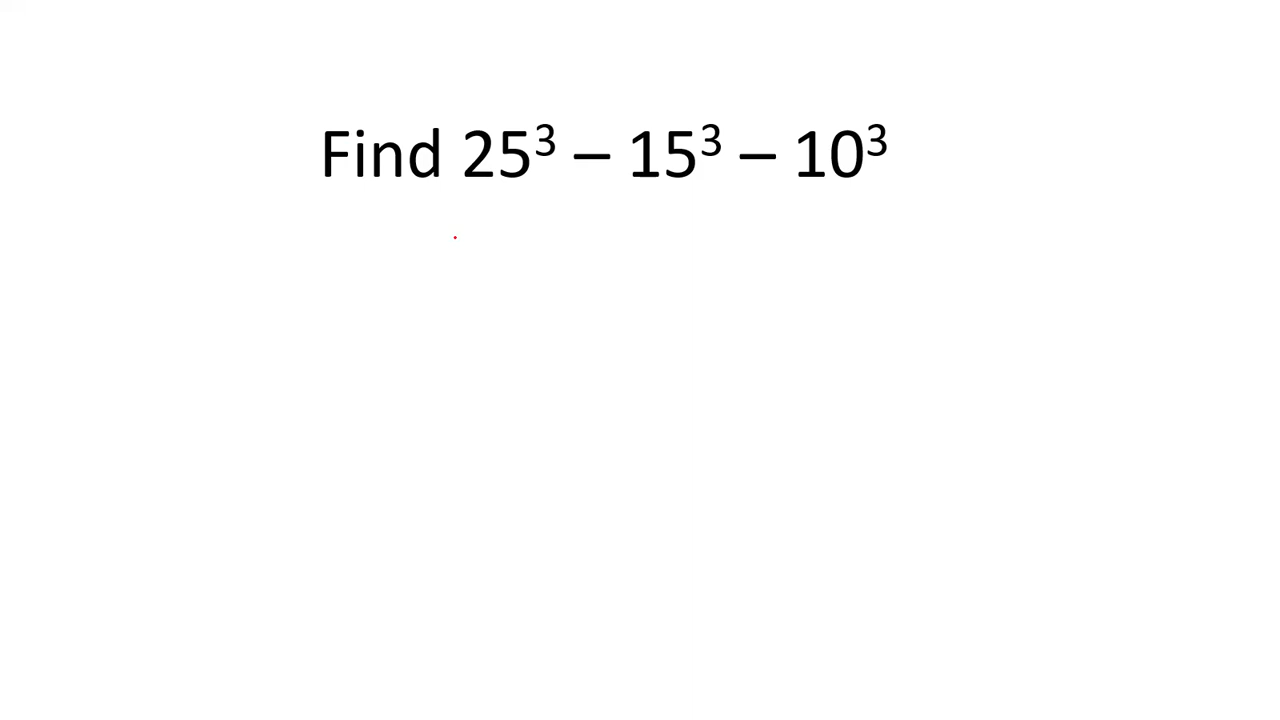 Find 25³ – 15³ – 10³